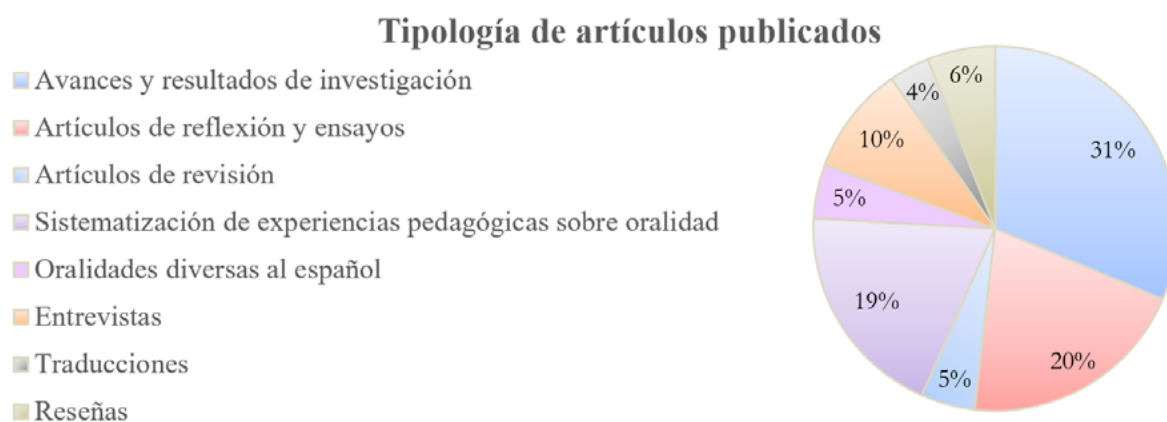 Tipología de artículos publicados
Avances y resultados de investigación
Artículos de reflexión y ensayos
Artículos de revisión
Sistematización de experiencias pedagógicas sobre oralidad
Oralidades diversas al español
Entrevistas
Traducciones
Reseñas
31%
20%
5%
19%
5%
10%
4%
6%